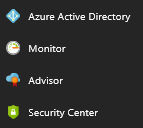 Azure Active Directory
Monitor
Advisor
Security Center